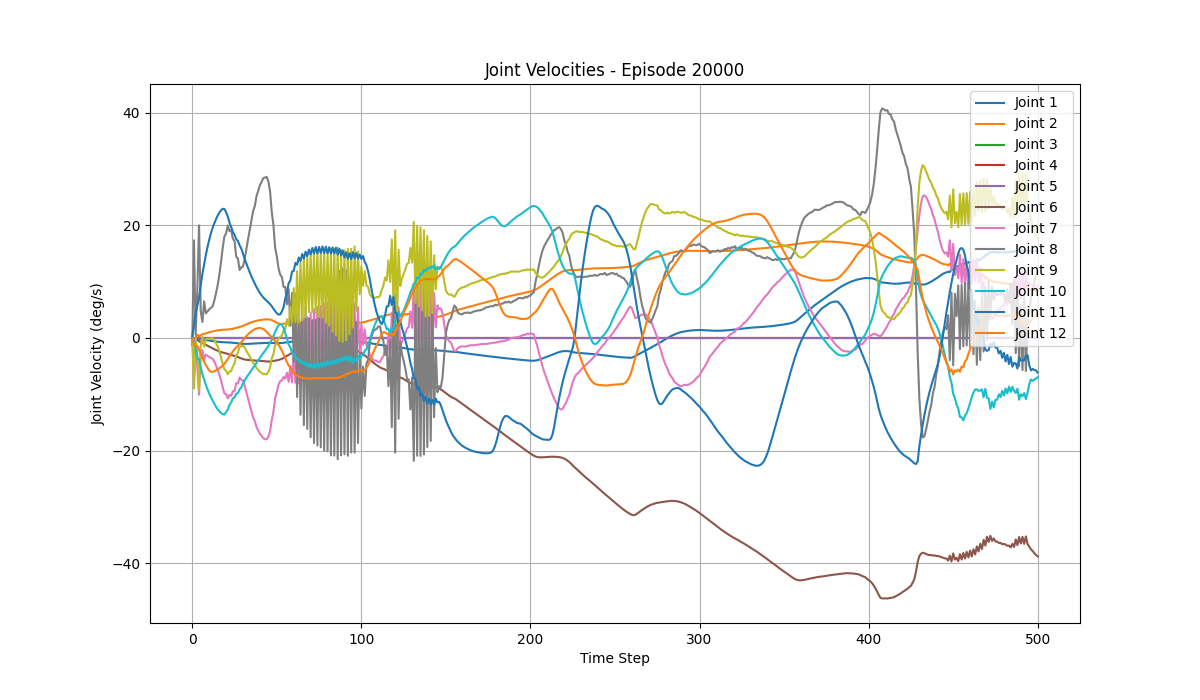 Joint Velocities - Episode 20000
Joint Velocity (deg/s)
40
20
0
−20
−40
0
100
200
300
400
500
Time Step
Joint 1
Joint 2
Joint 3
Joint 4
Joint 5
Joint 6
Joint 7
Joint 8
Joint 9
Joint 10
Joint 11
Joint 12